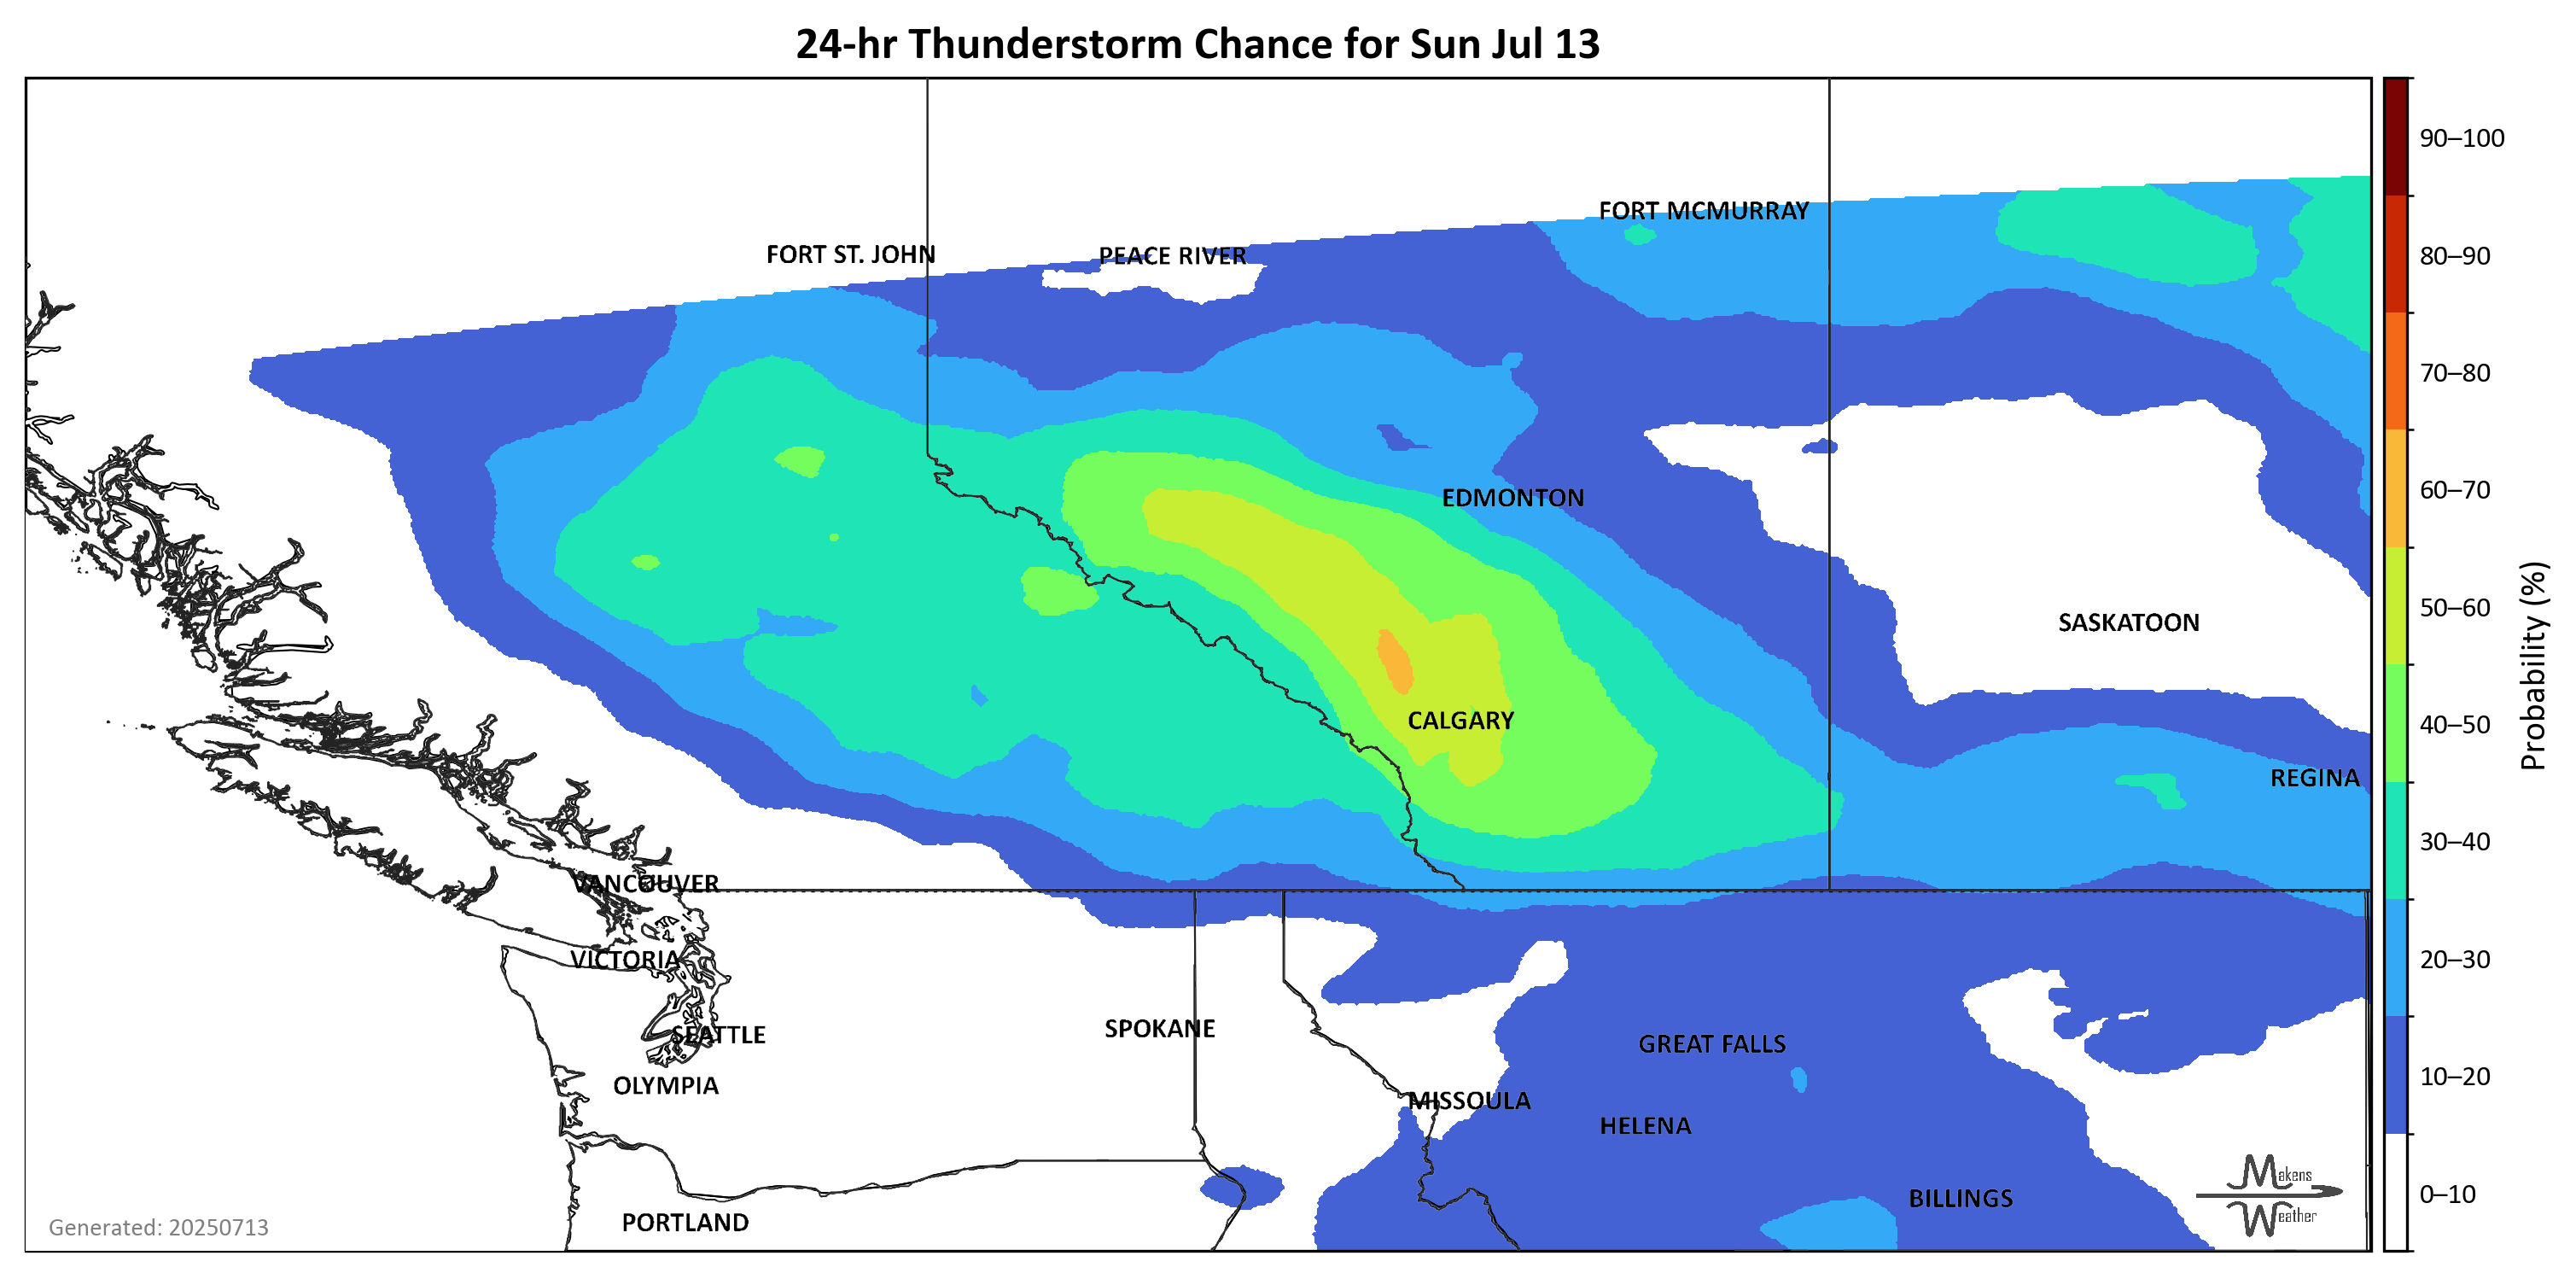 24-hr Thunderstorm Chance for Sun Jul 13
90–100
FORT MCMURRAY
FORT ST. JOHN
PEACE RIVER
80–90
70–80
EDMONTON
60–70
SASKATOON
50–60
CALGARY
40–50
Probability (%)
REGINA
30–40
VANCOUVER
VICTORIA
20–30
SEATTLE
SPOKANE
GREAT FALLS
OLYMPIA
MISSOULA
10–20
HELENA
Makens
Weather
BILLINGS
0–10
PORTLAND
Generated: 20250713